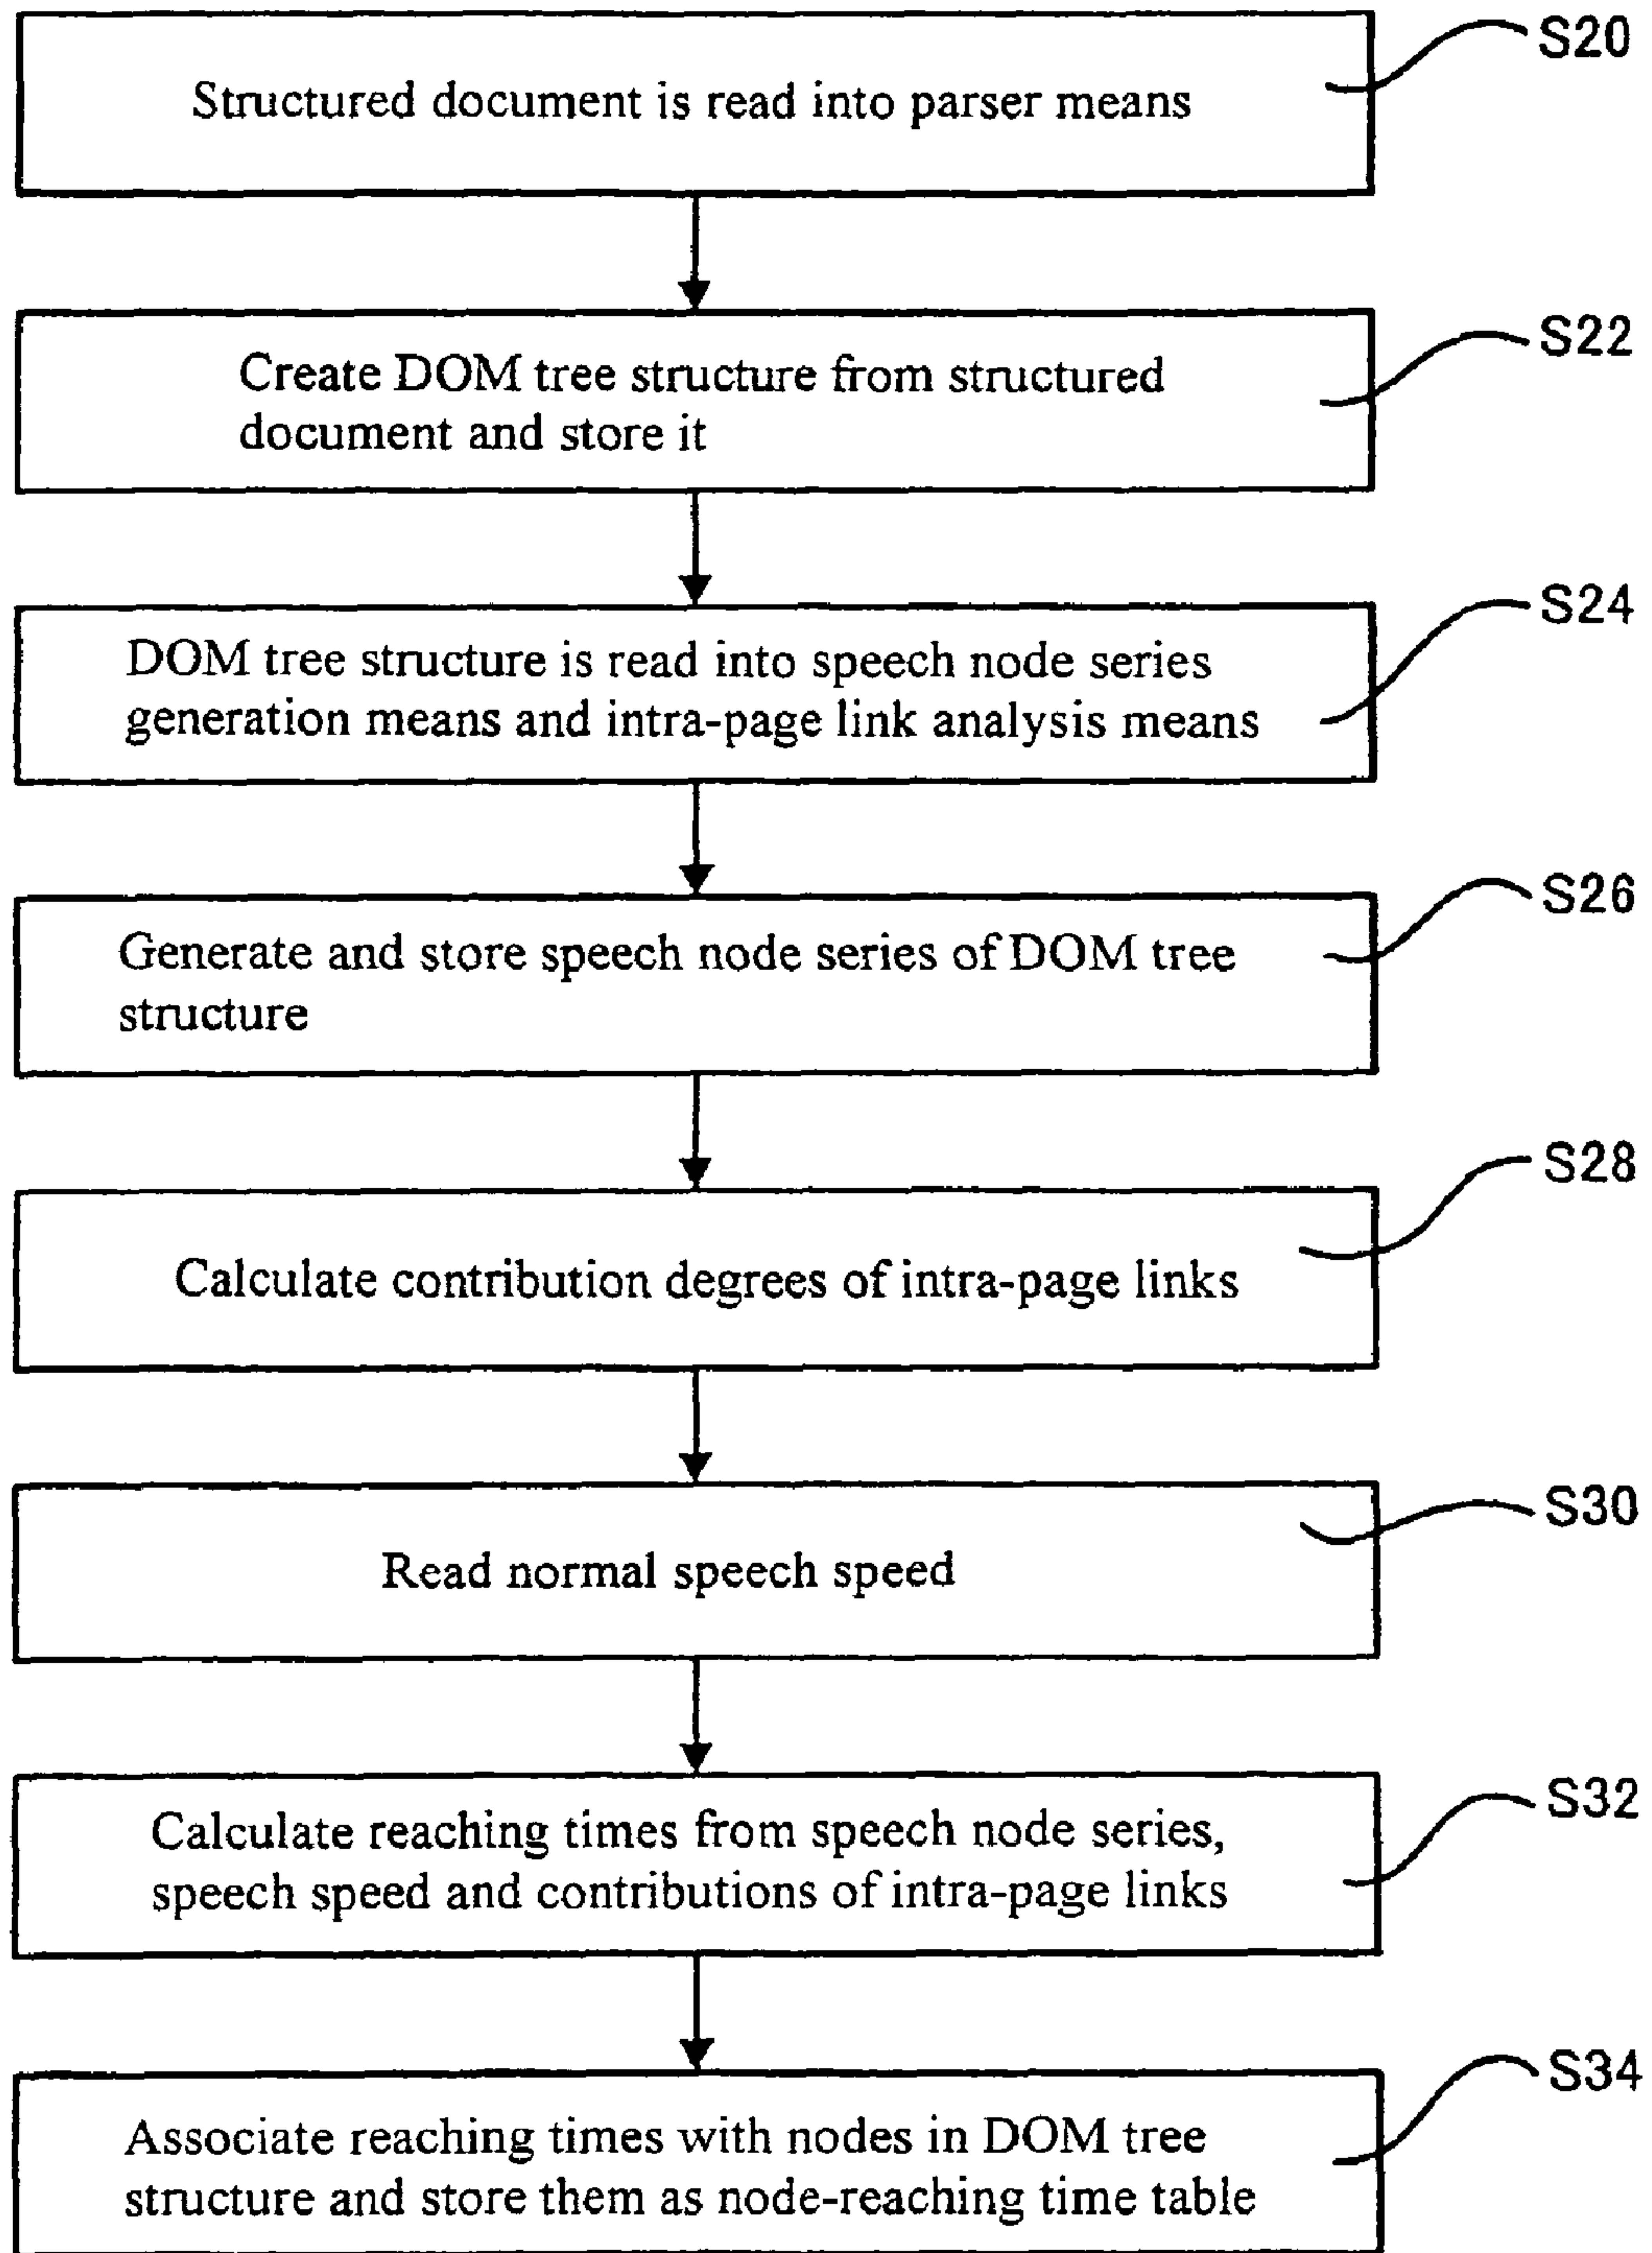 S20
Structured document is read into parser means
S22
Create DOM tree structure from structured
document and store it
S24
DOM tree structure is read into speech node series
generation means and intra-page link analysis means
S26
Generate and store speech node series of DOM tree
structure
S28
Calculate contribution degrees of intra-page links
S30
Read normal speech speed
S32
Calculate reaching times from speech node series,
speech speed and contributions of intra-page links
S34
Associate reaching times with nodes in DOM tree
structure and store them as node-reaching time table